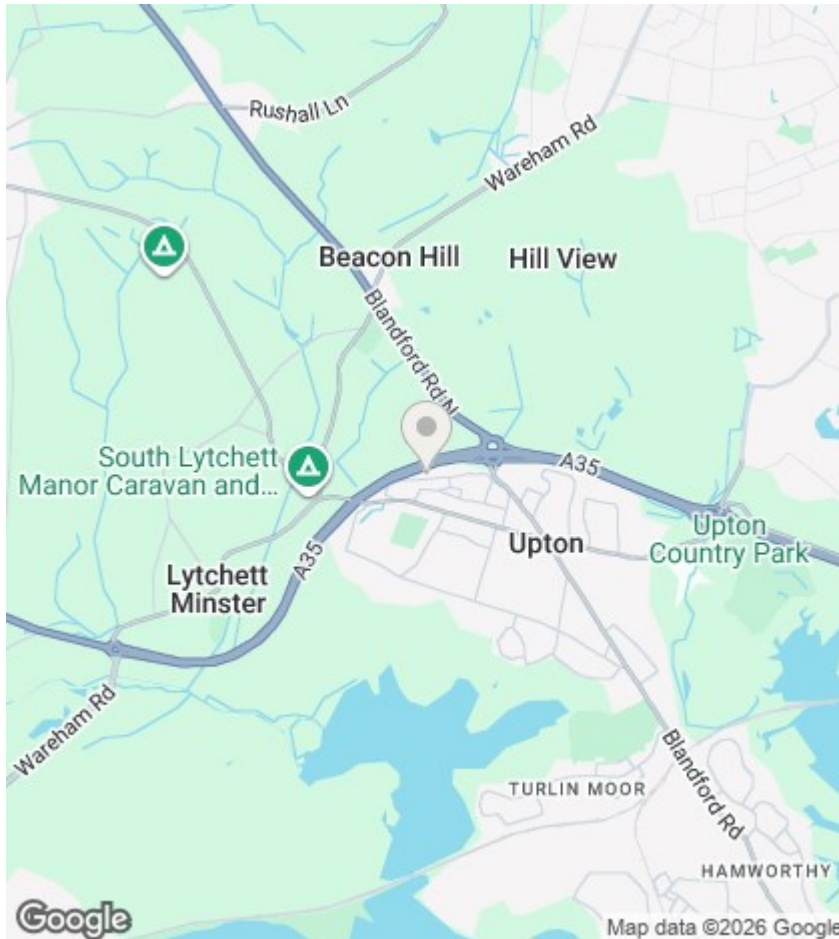 Rushall Ln
Wareham Rd
Beacon Hill
Hill View
Blandford Rd N
South Lytchett
Manor Caravan and...
A35
Upton
Country Park
Upton
A35
Lytchett
Minster
Wareham Rd
Blandford Rd
TURLIN MOOR
HAMWORTHY
Google
Map data ©2026 Google